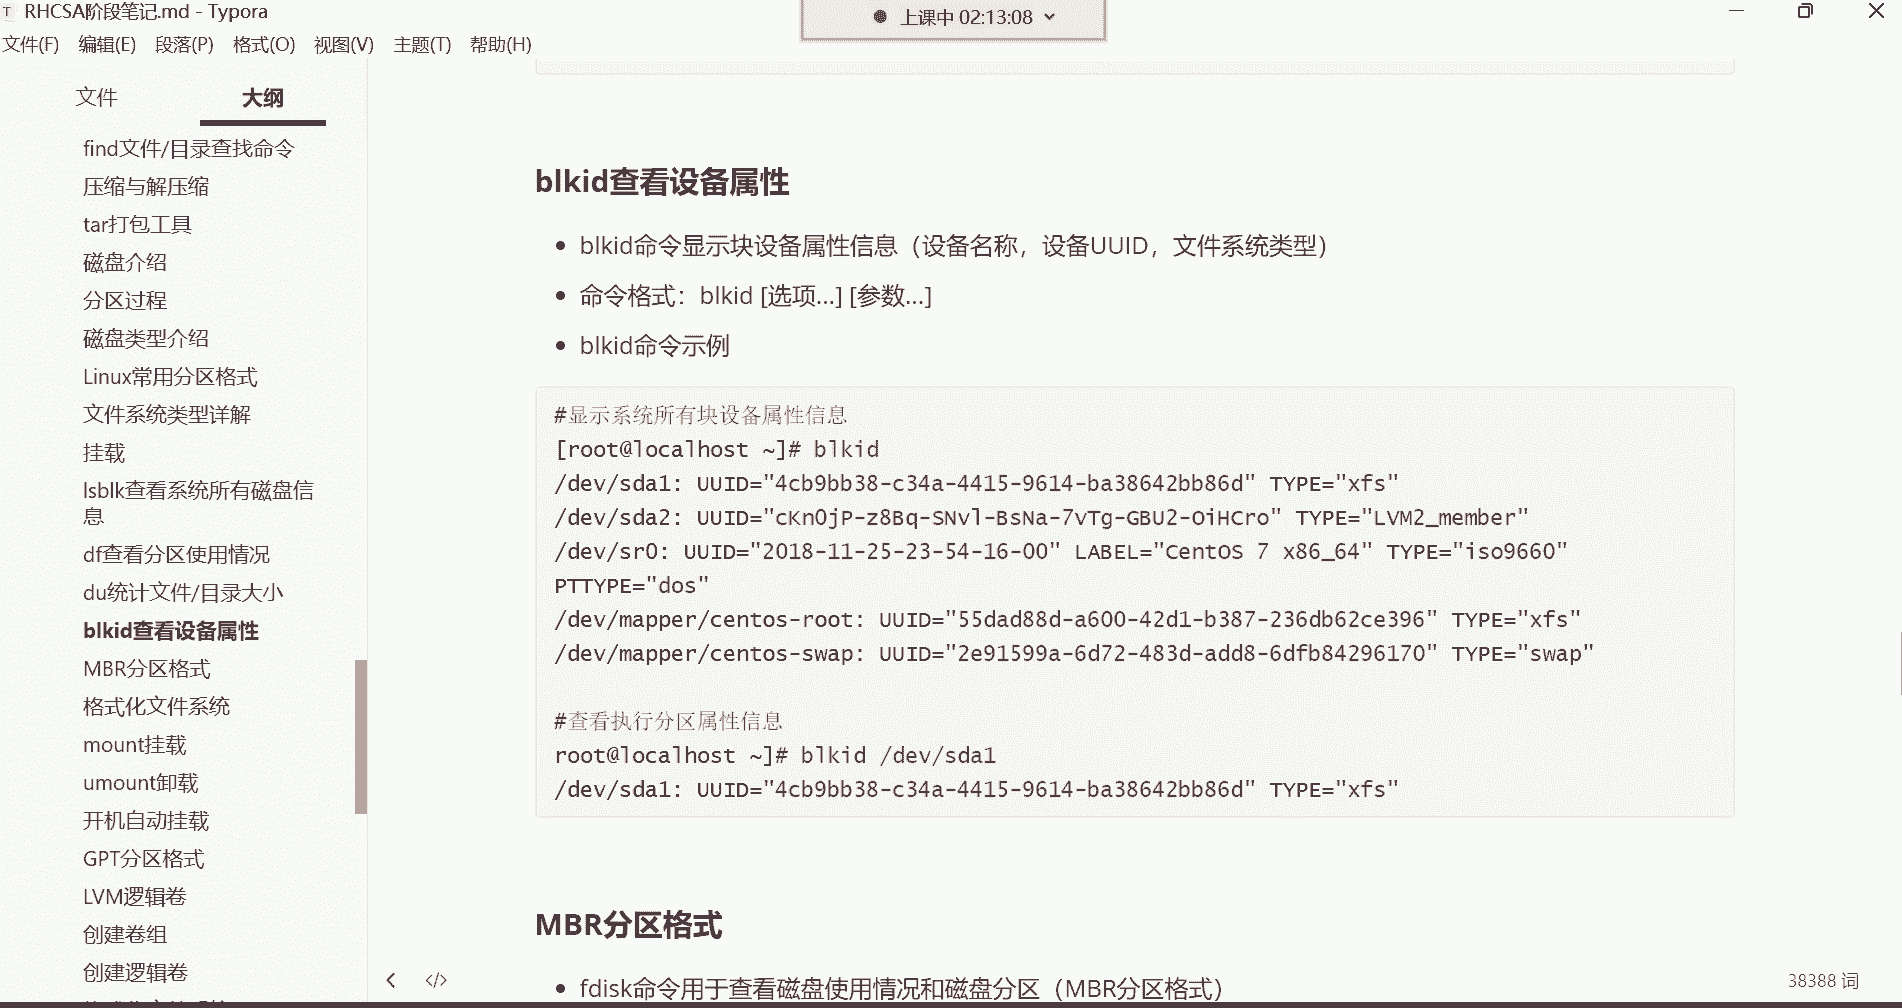 RHCSA阶段笔记.md - Typora
上课中 02:13:08
文件(F) 编辑(E) 段落(P) 格式(O) 视图(V) 主题(T) 帮助(H)
文件 大纲
find文件/目录查找命令
压缩与解压缩
tar打包工具
磁盘介绍
分区过程
磁盘类型介绍
Linux常用分区格式
文件系统类型详解
挂载
lsblk查看系统所有磁盘信
息
df查看分区使用情况
du统计文件/目录大小
blkid查看设备属性
MBR分区格式
格式化文件系统
mount挂载
umount卸载
开机自动挂载
GPT分区格式
LVM逻辑卷
创建卷组
创建逻辑卷
blkid查看设备属性
blkid命令显示块设备属性信息（设备名称，设备UUID，文件系统类型）
命令格式：blkid [选项...] [参数...]
blkid命令示例
#显示系统所有块设备属性信息
[root@localhost ~]# blkid
/dev/sda1: UUID="4cb9bb38-c34a-4415-9614-ba38642bb86d" TYPE="xfs"
/dev/sda2: UUID="cKn0jP-z8Bq-SNvl-BsNa-7vTg-GBU2-OiHCro" TYPE="LVM2_member"
/dev/sr0: UUID="2018-11-25-23-54-16-00" LABEL="CentOS 7 x86_64" TYPE="iso9660"
PTTYPE="dos"
/dev/mapper/centos-root: UUID="55dad88d-a600-42d1-b387-236db62ce396" TYPE="xfs"
/dev/mapper/centos-swap: UUID="2e91599a-6d72-483d-add8-6dfb84296170" TYPE="swap"
#查看执行分区属性信息
root@localhost ~]# blkid /dev/sda1
/dev/sda1: UUID="4cb9bb38-c34a-4415-9614-ba38642bb86d" TYPE="xfs"
MBR分区格式
fdisk命令用于查看磁盘使用情况和磁盘分区（MBR分区格式）
38388 词